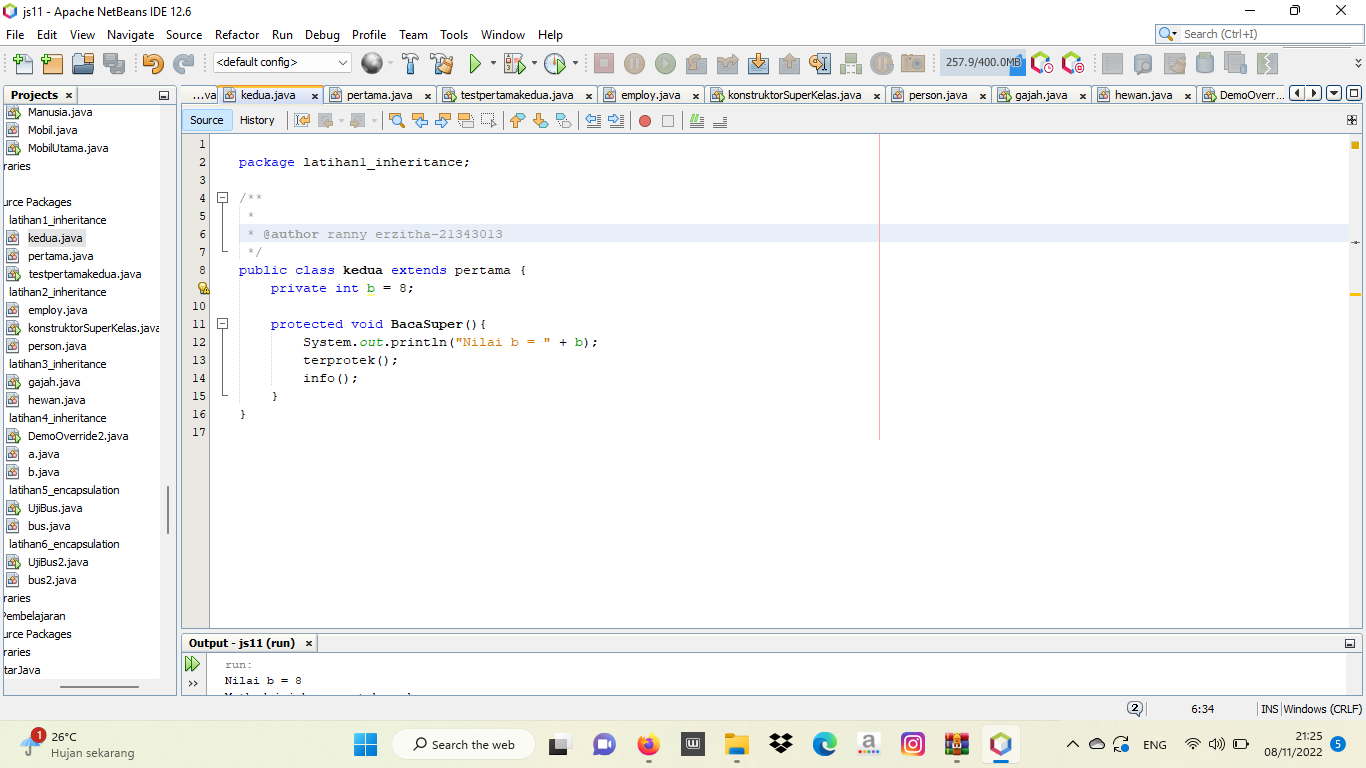 js11 - Apache NetBeans IDE 12.6
File Edit View Navigate Source Refactor Run Debug Profile Team Tools Window Help
Search (Ctrl+I)
<default config>
257.9/400.0MB
Projects
...va kedua.java pertama.java testpertamakedua.java employ.java konstruktorSuperKelas.java person.java gajah.java hewan.java DemoOverr...
Source History
Manusia.java
Mobil.java
MobilUtama.java
raries
urce Packages
latihan1_inheritance
kedua.java
pertama.java
testpertamakedua.java
latihan2_inheritance
employ.java
konstruktorSuperKelas.java
person.java
latihan3_inheritance
gajah.java
hewan.java
latihan4_inheritance
DemoOverride2.java
a.java
b.java
latihan5_encapsulation
UjiBus.java
bus.java
latihan6_encapsulation
UjiBus2.java
bus2.java
raries
Pembelajaran
urce Packages
raries
tarJava
1
2 package latihan1_inheritance;
3
4 /**
5 *
6 * @author ranny erzitha-21343013
7 */
8 public class kedua extends pertama {
private int b = 8;
10
11 protected void BacaSuper(){
12 System.out.println("Nilai b = " + b);
13 terprotek();
14 info();
15 }
16 }
17
Output - js11 (run)
run:
Nilai b = 8
2 6:34 INS Windows (CRLF)
1 26°C
Hujan sekarang
Search the web
ENG
21:25
08/11/2022
5